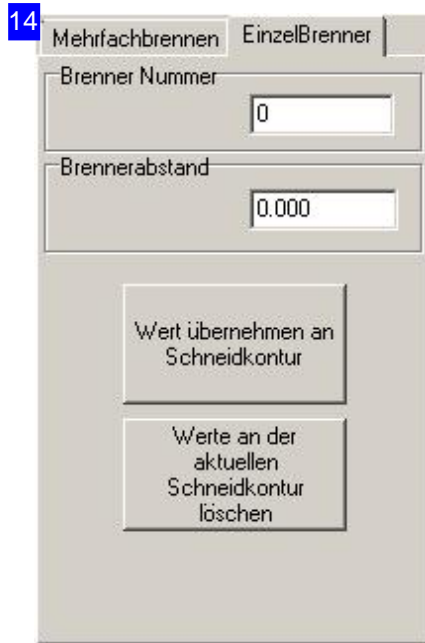 14
Mehrfachbrennen EinzelBrenner
Brenner Nummer
0
Brennerabstand
0.000
Wert übernehmen an
Schneidkontur
Werte an der
aktuellen
Schneidkontur
löschen